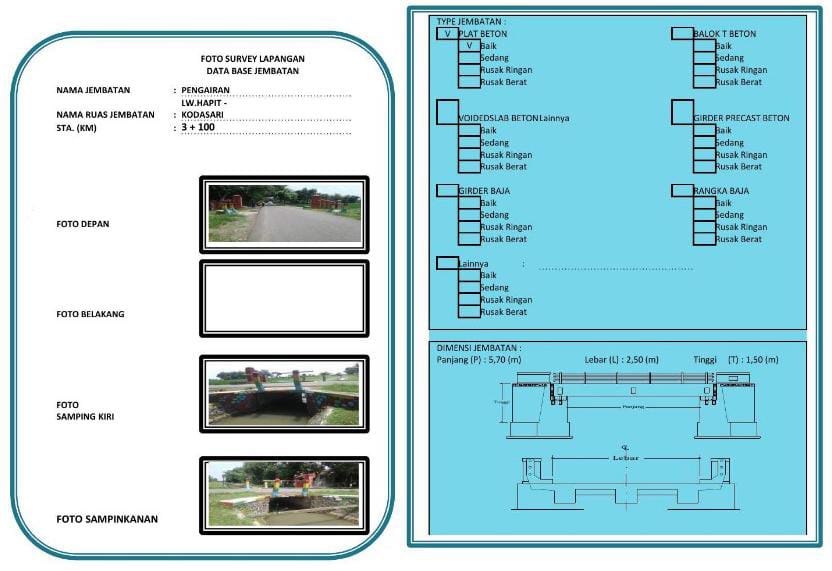 FOTO SURVEY LAPANGAN
DATA BASE JEMBATAN
NAMA JEMBATAN : PENGAIRAN
LW.HAPIT -
NAMA RUAS JEMBATAN : KODASARI
STA. (KM) : 3 + 100
FOTO DEPAN
FOTO BELAKANG
FOTO
SAMPING KIRI
FOTO SAMPINKANAN
TYPE JEMBATAN :
V PLAT BETON
V Baik
Sedang
Rusak Ringan
Rusak Berat
BALOK T BETON
Baik
Sedang
Rusak Ringan
Rusak Berat
VOIDEDSLAB BETONLainnya
Baik
Sedang
Rusak Ringan
Rusak Berat
GIRDER PRECAST BETON
Baik
Sedang
Rusak Ringan
Rusak Berat
GIRDER BAJA
Baik
Sedang
Rusak Ringan
Rusak Berat
RANGKA BAJA
Baik
Sedang
Rusak Ringan
Rusak Berat
Lainnya :
Baik
Sedang
Rusak Ringan
Rusak Berat
DIMENSI JEMBATAN :
Panjang (P) : 5,70 (m) Lebar (L) : 2,50 (m) Tinggi (T) : 1,50 (m)
Tinggi
Panjang
Lebar